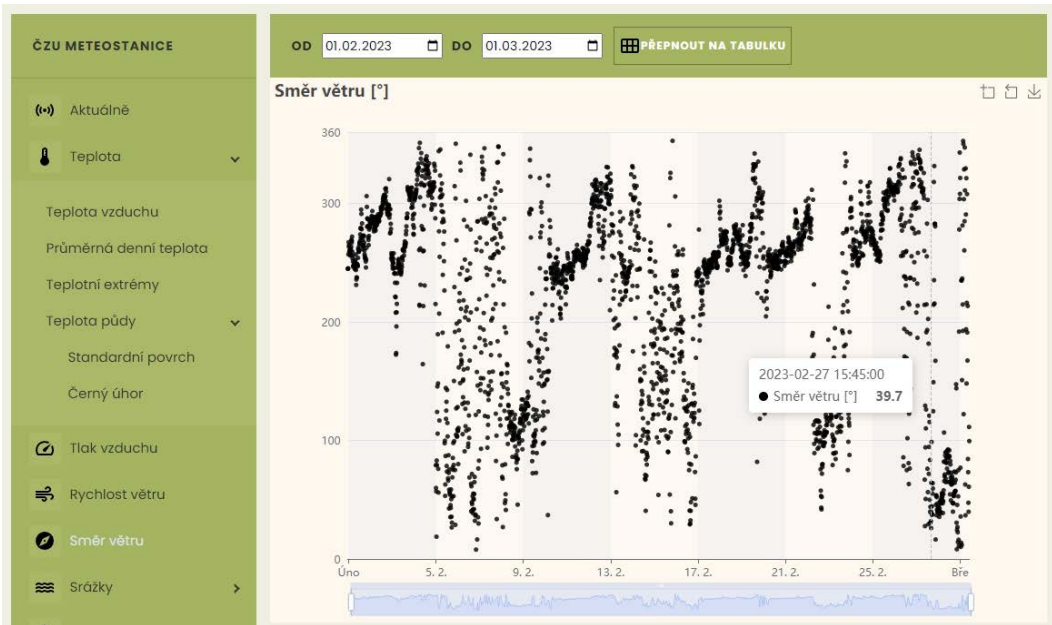 ČZU METEOSTANICE
Aktuálně
Teplota
Teplota vzduchu
Průměrná denní teplota
Teplotní extrémy
Teplota půdy
Standardní povrch
Černý úhor
Tlak vzduchu
Rychlost větru
Směr větru
Srážky
OD 01.02.2023 DO 01.03.2023 PŘEPNOUT NA TABULKU
Směr větru [°]
360
300
200
100
0
2023-02-27 15:45:00
Směr větru [°] 39.7
Úno 5. 2. 9. 2. 13. 2. 17. 2. 21. 2. 25. 2. Bře